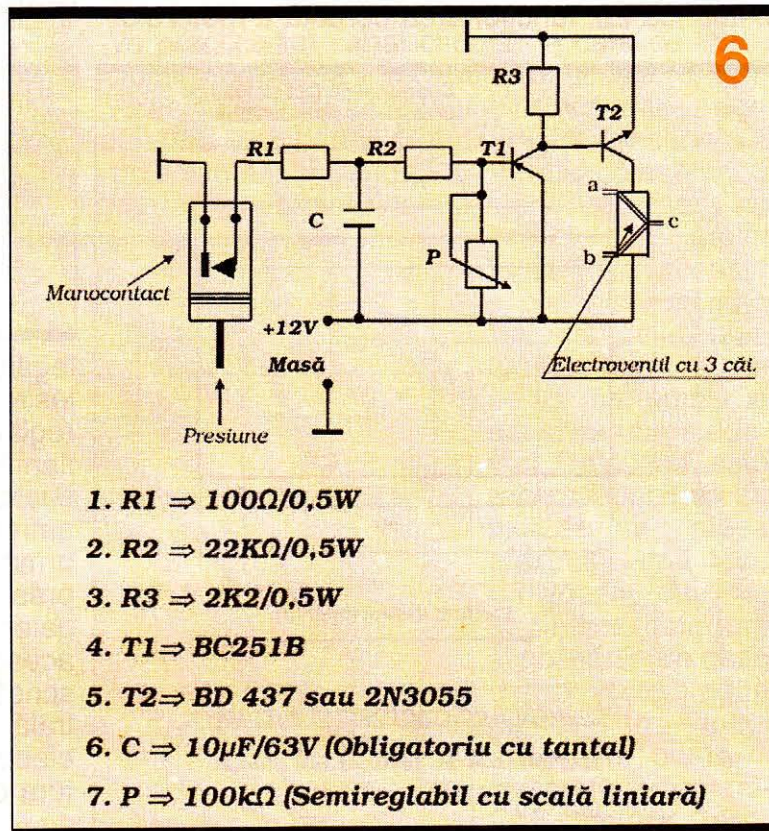 6
R3
T2
R1
R2
T1
C
a
c
P
b
Manocontact
+12V
Masă
Electroventil cu 3 căi.
Presiune
1. R1 ⇒ 100Ω/0,5W
2. R2 ⇒ 22KΩ/0,5W
3. R3 ⇒ 2K2/0,5W
4. T1⇒ BC251B
5. T2⇒ BD 437 sau 2N3055
6. C ⇒ 10μF/63V (Obligatoriu cu tantal)
7. P ⇒ 100kΩ (Semireglabil cu scală liniară)